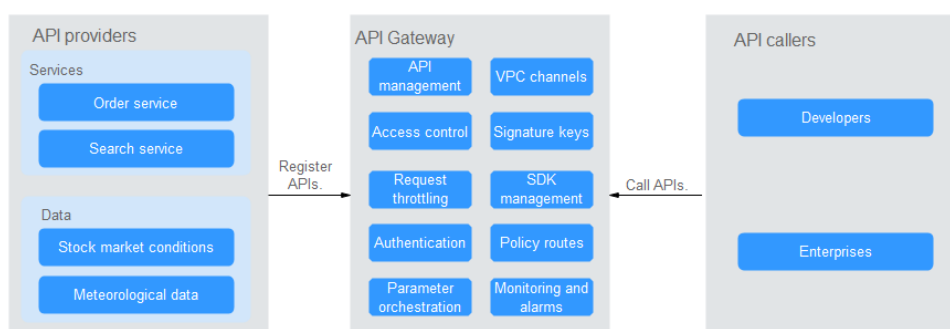 API providers
Services
Order service
Search service
Data
Stock market conditions
Meteorological data
Register
APIs.
API Gateway
API
management
VPC channels
Access control
Signature keys
Request
throttling
SDK
management
Authentication
Policy routes
Parameter
orchestration
Monitoring and
alarms
Call APIs.
API callers
Developers
Enterprises